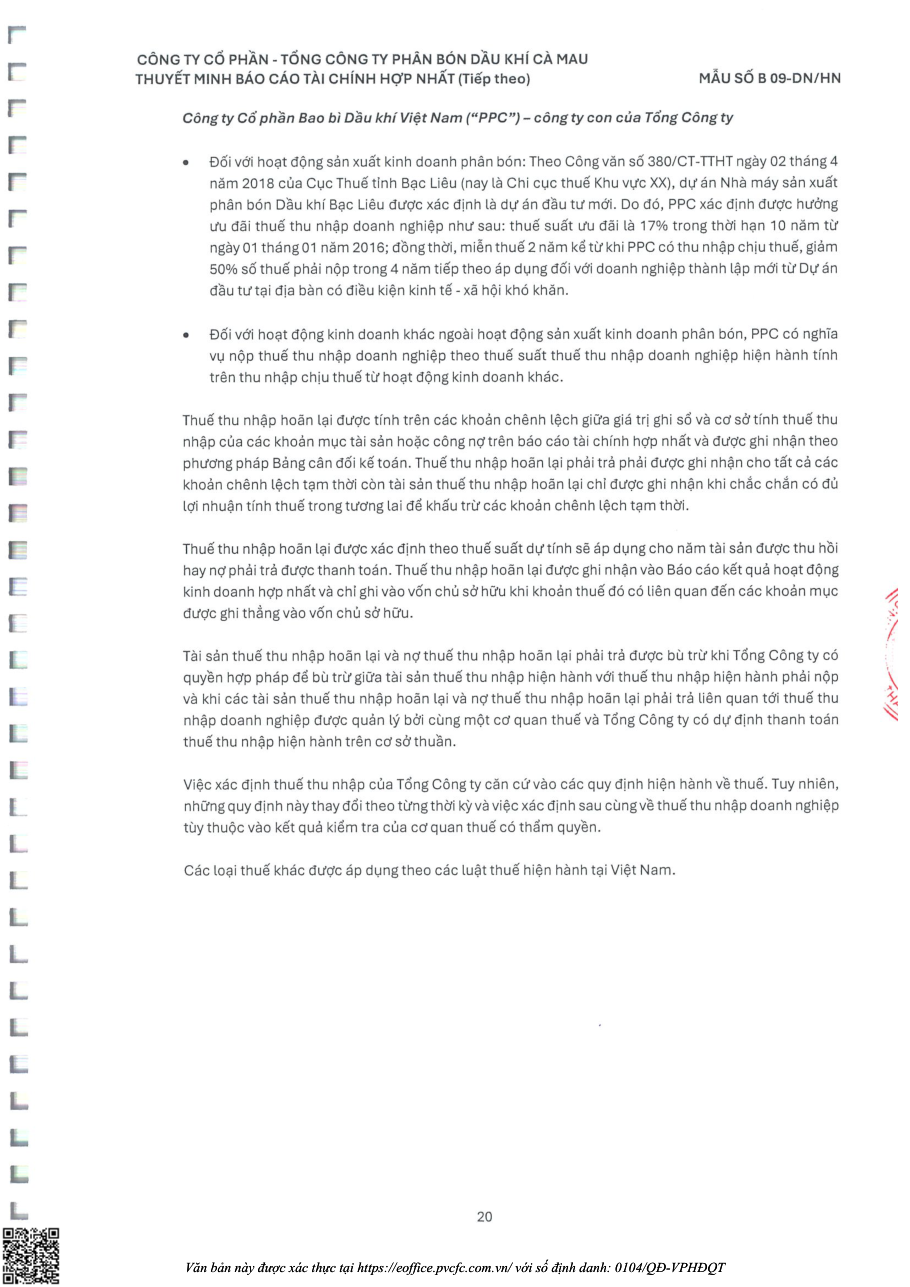 CÔNG TY CỔ PHẦN - TỔNG CÔNG TY PHÂN BÓN DẦU KHÍ CÀ MAU
THUYẾT MINH BÁO CÁO TÀI CHÍNH HỢP NHẤT (Tiếp theo) MẪU SỐ B 09-DN/HN
Công ty Cổ phần Bao bì Dầu khí Việt Nam (“PPC”) – công ty con của Tổng Công ty
• Đối với hoạt động sản xuất kinh doanh phân bón: Theo Công văn số 380/CT-TTHT ngày 02 tháng 4
năm 2018 của Cục Thuế tỉnh Bạc Liêu (nay là Chi cục thuế Khu vực XX), dự án Nhà máy sản xuất
phân bón Dầu khí Bạc Liêu được xác định là dự án đầu tư mới. Do đó, PPC xác định được hưởng
ưu đãi thuế thu nhập doanh nghiệp như sau: thuế suất ưu đãi là 17% trong thời hạn 10 năm từ
ngày 01 tháng 01 năm 2016; đồng thời, miễn thuế 2 năm kể từ khi PPC có thu nhập chịu thuế, giảm
50% số thuế phải nộp trong 4 năm tiếp theo áp dụng đối với doanh nghiệp thành lập mới từ Dự án
đầu tư tại địa bàn có điều kiện kinh tế - xã hội khó khăn.
• Đối với hoạt động kinh doanh khác ngoài hoạt động sản xuất kinh doanh phân bón, PPC có nghĩa
vụ nộp thuế thu nhập doanh nghiệp theo thuế suất thuế thu nhập doanh nghiệp hiện hành tính
trên thu nhập chịu thuế từ hoạt động kinh doanh khác.
Thuế thu nhập hoãn lại được tính trên các khoản chênh lệch giữa giá trị ghi sổ và cơ sở tính thuế thu
nhập của các khoản mục tài sản hoặc công nợ trên báo cáo tài chính hợp nhất và được ghi nhận theo
phương pháp Bảng cân đối kế toán. Thuế thu nhập hoãn lại phải trả phải được ghi nhận cho tất cả các
khoản chênh lệch tạm thời còn tài sản thuế thu nhập hoãn lại chỉ được ghi nhận khi chắc chắn có đủ
lợi nhuận tính thuế trong tương lai để khấu trừ các khoản chênh lệch tạm thời.
Thuế thu nhập hoãn lại được xác định theo thuế suất dự tính sẽ áp dụng cho năm tài sản được thu hồi
hay nợ phải trả được thanh toán. Thuế thu nhập hoãn lại được ghi nhận vào Báo cáo kết quả hoạt động
kinh doanh hợp nhất và chỉ ghi vào vốn chủ sở hữu khi khoản thuế đó có liên quan đến các khoản mục
được ghi thẳng vào vốn chủ sở hữu.
Tài sản thuế thu nhập hoãn lại và nợ thuế thu nhập hoãn lại phải trả được bù trừ khi Tổng Công ty có
quyền hợp pháp để bù trừ giữa tài sản thuế thu nhập hiện hành với thuế thu nhập hiện hành phải nộp
và khi các tài sản thuế thu nhập hoãn lại và nợ thuế thu nhập hoãn lại phải trả liên quan tới thuế thu
nhập doanh nghiệp được quản lý bởi cùng một cơ quan thuế và Tổng Công ty có dự định thanh toán
thuế thu nhập hiện hành trên cơ sở thuần.
Việc xác định thuế thu nhập của Tổng Công ty căn cứ vào các quy định hiện hành về thuế. Tuy nhiên,
những quy định này thay đổi theo từng thời kỳ và việc xác định sau cùng về thuế thu nhập doanh nghiệp
tùy thuộc vào kết quả kiểm tra của cơ quan thuế có thẩm quyền.
Các loại thuế khác được áp dụng theo các luật thuế hiện hành tại Việt Nam.
20
Văn bản này được xác thực tại https://eoffice.pvcfc.com.vn/ với số định danh: 0104/QĐ-VPHĐQT